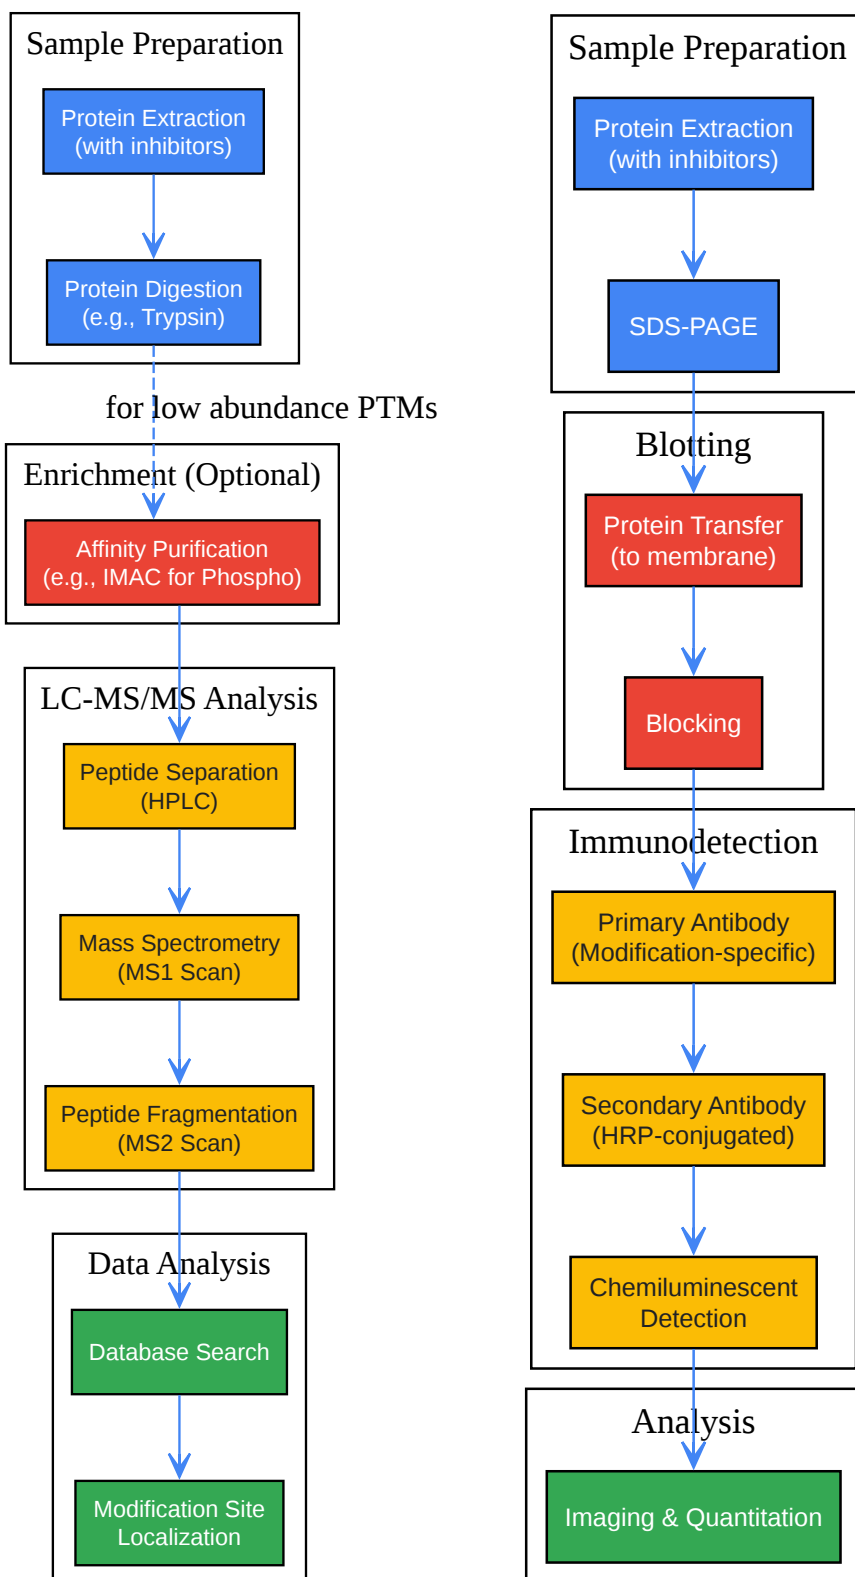 Sample Preparation
Protein Extraction
(with inhibitors)
Protein Digestion
(e.g., Trypsin)
for low abundance PTMs
Enrichment (Optional)
Affinity Purification
(e.g., IMAC for Phospho)
LC-MS/MS Analysis
Peptide Separation
(HPLC)
Mass Spectrometry
(MS1 Scan)
Peptide Fragmentation
(MS2 Scan)
Data Analysis
Database Search
Modification Site
Localization
Sample Preparation
Protein Extraction
(with inhibitors)
SDS-PAGE
Blotting
Protein Transfer
(to membrane)
Blocking
Immunodetection
Primary Antibody
(Modification-specific)
Secondary Antibody
(HRP-conjugated)
Chemiluminescent
Detection
Analysis
Imaging & Quantitation